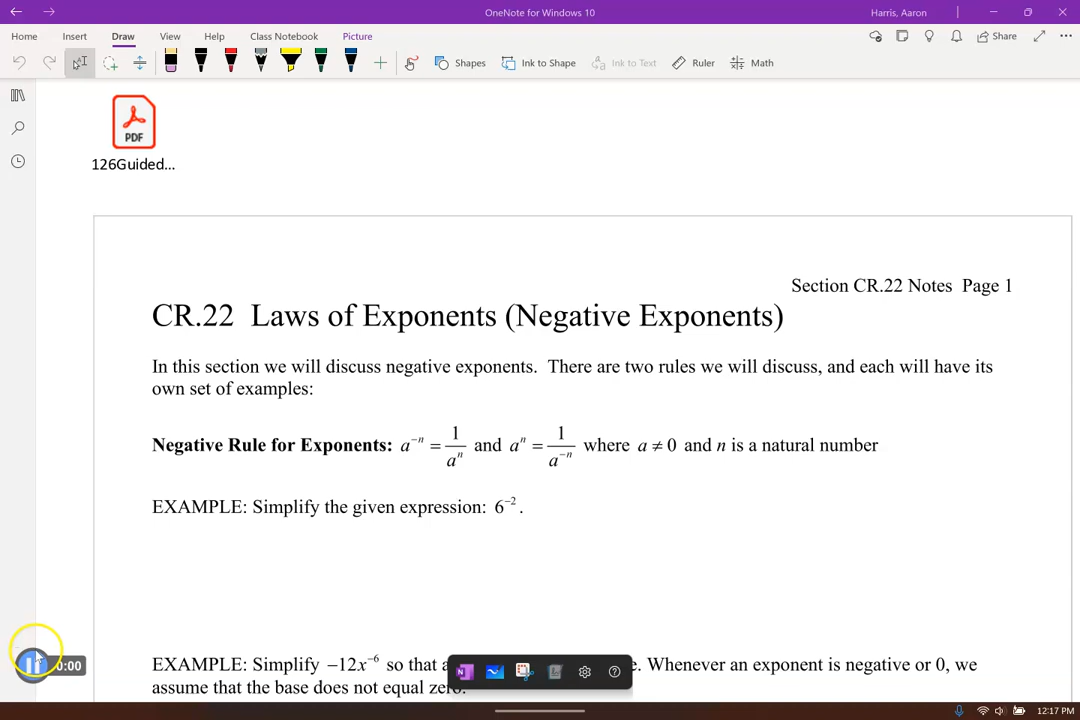 OneNote for Windows 10
Harris, Aaron
Home Insert Draw View Help Class Notebook Picture
Share
Shapes Ink to Shape Ink to Text Ruler Math
PDF
126Guided...
Section CR.22 Notes Page 1
CR.22 Laws of Exponents (Negative Exponents)
In this section we will discuss negative exponents. There are two rules we will discuss, and each will have its
own set of examples:
Negative Rule for Exponents: a⁻ⁿ = 1/aⁿ and aⁿ = 1/a⁻ⁿ where a ≠ 0 and n is a natural number
EXAMPLE: Simplify the given expression: 6⁻².
EXAMPLE: Simplify −12x⁻⁶ so that a e. Whenever an exponent is negative or 0, we
assume that the base does not equal zero.
0:00
12:17 PM